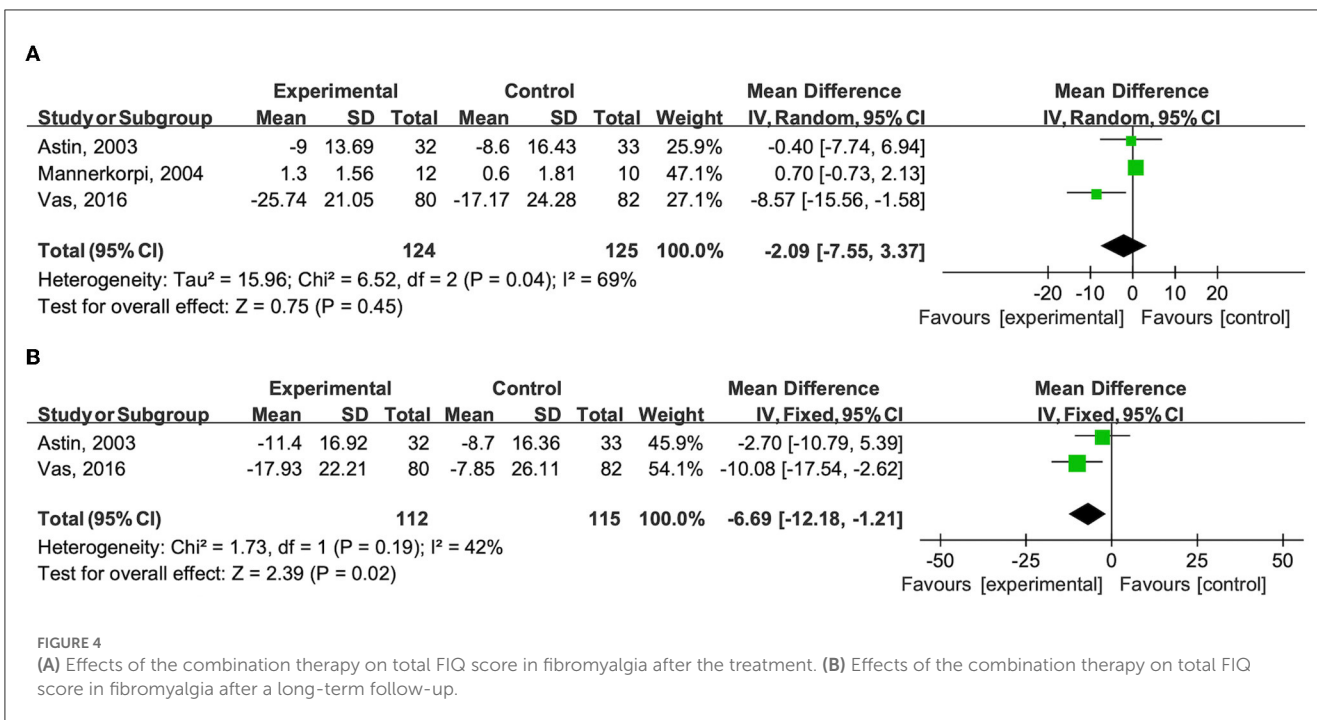 A
Experimental Control Mean Difference Mean Difference
Study or Subgroup Mean SD Total Mean SD Total Weight IV, Random, 95% CI IV, Random, 95% CI
Astin, 2003 -9 13.69 32 -8.6 16.43 33 25.9% -0.40 [-7.74, 6.94]
Mannerkorpi, 2004 1.3 1.56 12 0.6 1.81 10 47.1% 0.70 [-0.73, 2.13]
Vas, 2016 -25.74 21.05 80 -17.17 24.28 82 27.1% -8.57 [-15.56, -1.58]
Total (95% CI) 124 125 100.0% -2.09 [-7.55, 3.37]
Heterogeneity: Tau² = 15.96; Chi² = 6.52, df = 2 (P = 0.04); I² = 69%
Test for overall effect: Z = 0.75 (P = 0.45)
-20 -10 0 10 20
Favours [experimental] Favours [control]
B
Experimental Control Mean Difference Mean Difference
Study or Subgroup Mean SD Total Mean SD Total Weight IV, Fixed, 95% CI IV, Fixed, 95% CI
Astin, 2003 -11.4 16.92 32 -8.7 16.36 33 45.9% -2.70 [-10.79, 5.39]
Vas, 2016 -17.93 22.21 80 -7.85 26.11 82 54.1% -10.08 [-17.54, -2.62]
Total (95% CI) 112 115 100.0% -6.69 [-12.18, -1.21]
Heterogeneity: Chi² = 1.73, df = 1 (P = 0.19); I² = 42%
Test for overall effect: Z = 2.39 (P = 0.02)
-50 -25 0 25 50
Favours [experimental] Favours [control]
FIGURE 4
(A) Effects of the combination therapy on total FIQ score in fibromyalgia after the treatment. (B) Effects of the combination therapy on total FIQ
score in fibromyalgia after a long-term follow-up.